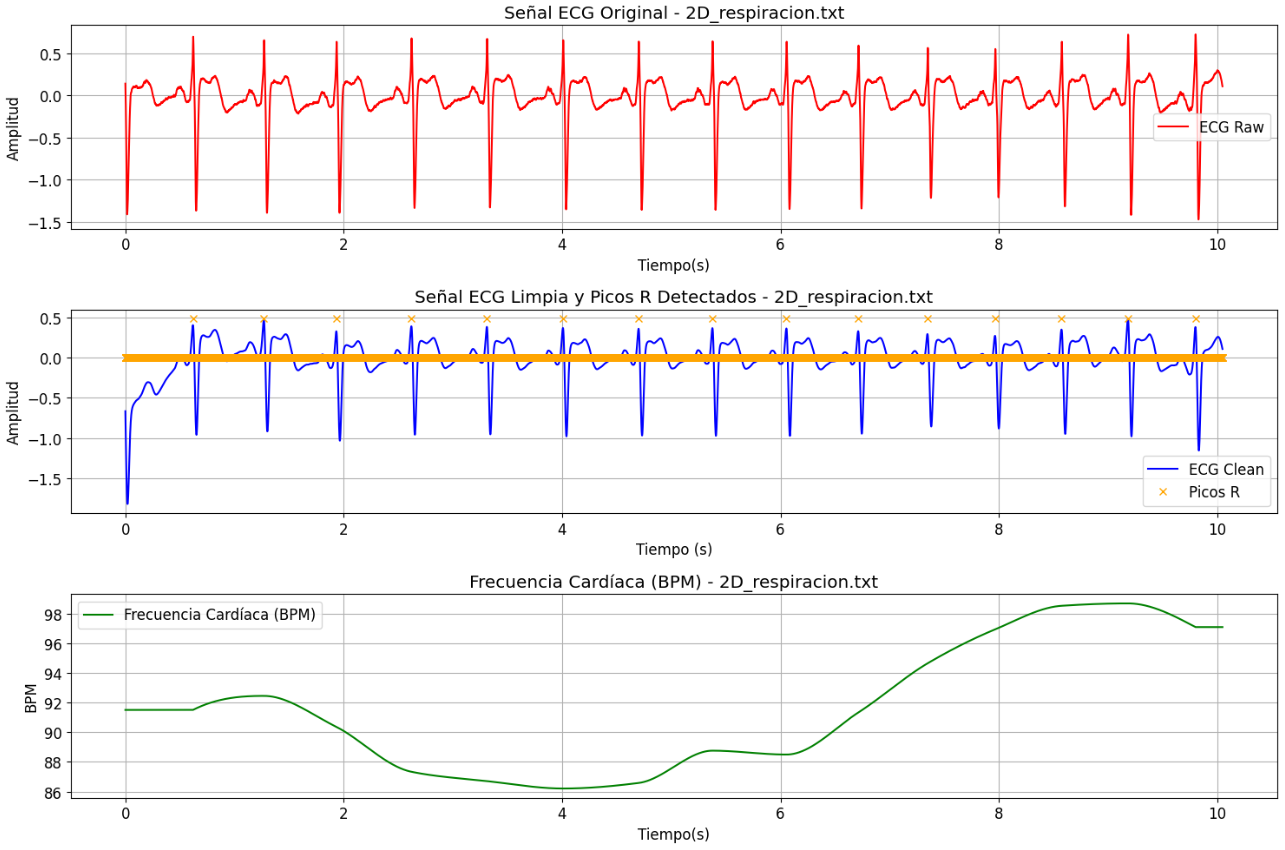 Señal ECG Original - 2D_respiracion.txt
0.5
0.0
−0.5
−1.0
−1.5
Amplitud
ECG Raw
0 2 4 6 8 10
Tiempo(s)
Señal ECG Limpia y Picos R Detectados - 2D_respiracion.txt
0.5
0.0
−0.5
−1.0
−1.5
Amplitud
ECG Clean
Picos R
0 2 4 6 8 10
Tiempo (s)
Frecuencia Cardíaca (BPM) - 2D_respiracion.txt
Frecuencia Cardíaca (BPM)
98
96
94
92
90
88
86
BPM
0 2 4 6 8 10
Tiempo(s)